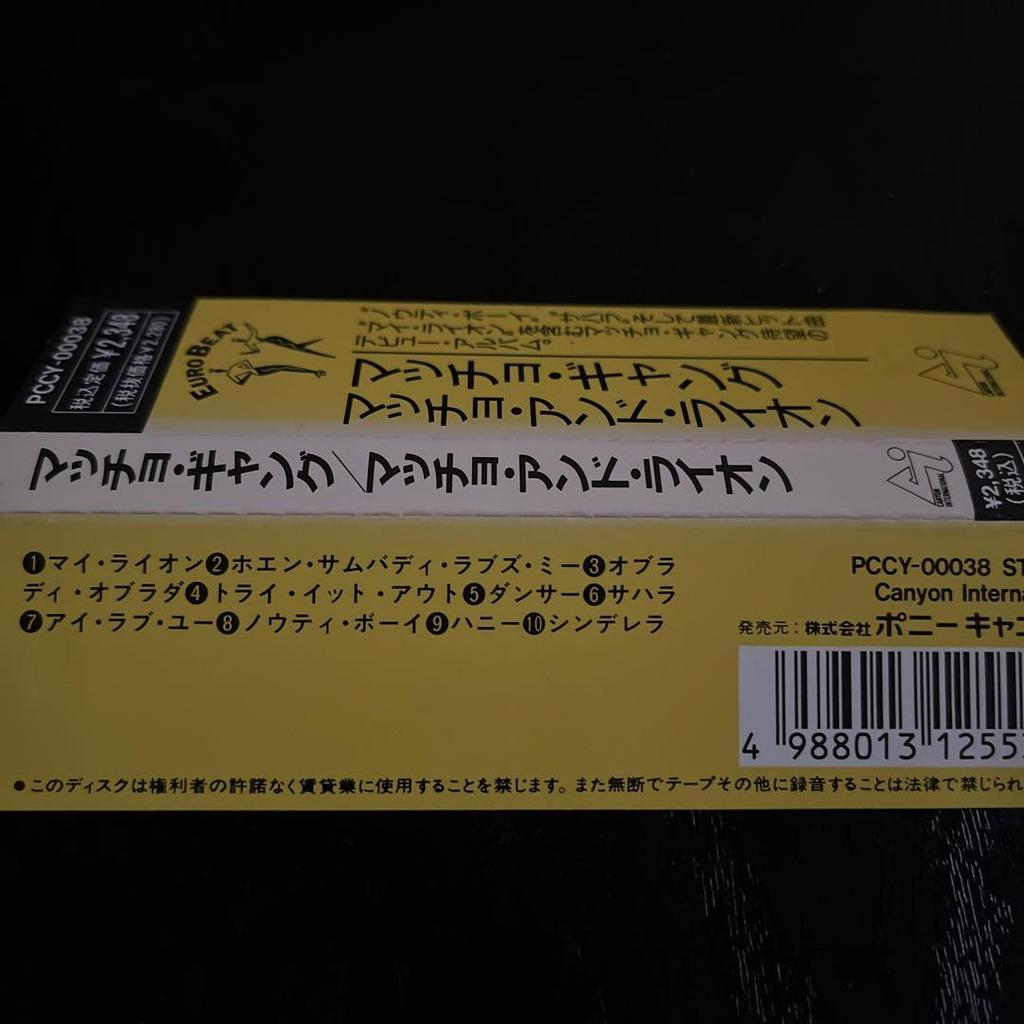 PCCY-00038
税込定価¥2,348
(税抜価格¥2,280)
EUROBEAT
"ノウティ・ボーイ"、"サハラ"、そして最新ヒット曲
"マイ・ライオン"を含むマッチョ・ギャング待望の
デビュー・アルバム。
マッチョ・ギャング
マッチョ・アンド・ライオン
マッチョ・ギャング/マッチョ・アンド・ライオン
CANYON
INTERNATIONAL
¥2,348
(税込)
❶マイ・ライオン❷ホエン・サムバディ・ラブズ・ミー❸オブラ
ディ・オブラダ❹トライ・イット・アウト❺ダンサー❻サハラ
❼アイ・ラブ・ユー❽ノウティ・ボーイ❾ハニー❿シンデレラ
PCCY-00038 ST
Canyon Interna
発売元:株式会社ポニーキャニ
4 988013 1255
●このディスクは権利者の許諾なく賃貸業に使用することを禁じます。また無断でテープその他に録音することは法律で禁じられ